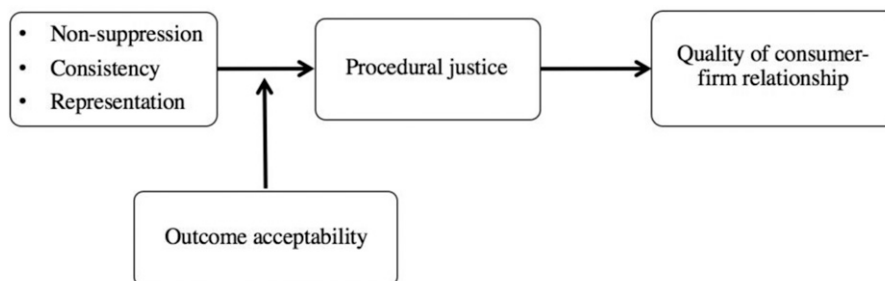 • Non-suppression
• Consistency
• Representation
Procedural justice
Quality of consumer-
firm relationship
Outcome acceptability